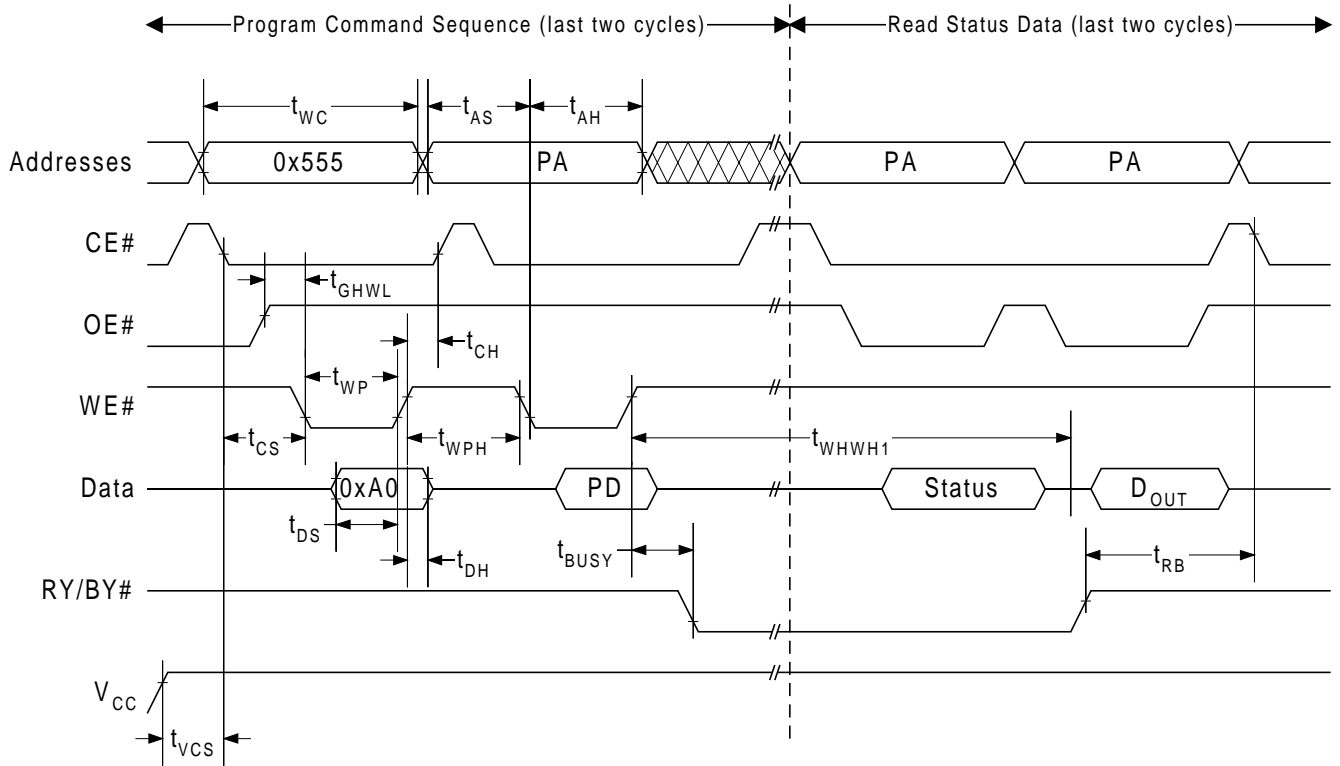 Program Command Sequence (last two cycles) Read Status Data (last two cycles)
tWC tAS tAH
Addresses 0x555 PA PA PA
CE#
tGHWL
OE#
tCH
tWP
WE#
tCS tWPH tWHWH1
Data 0xA0 PD Status DOUT
tDS tDH tBUSY tRB
RY/BY#
VCC
tVCS